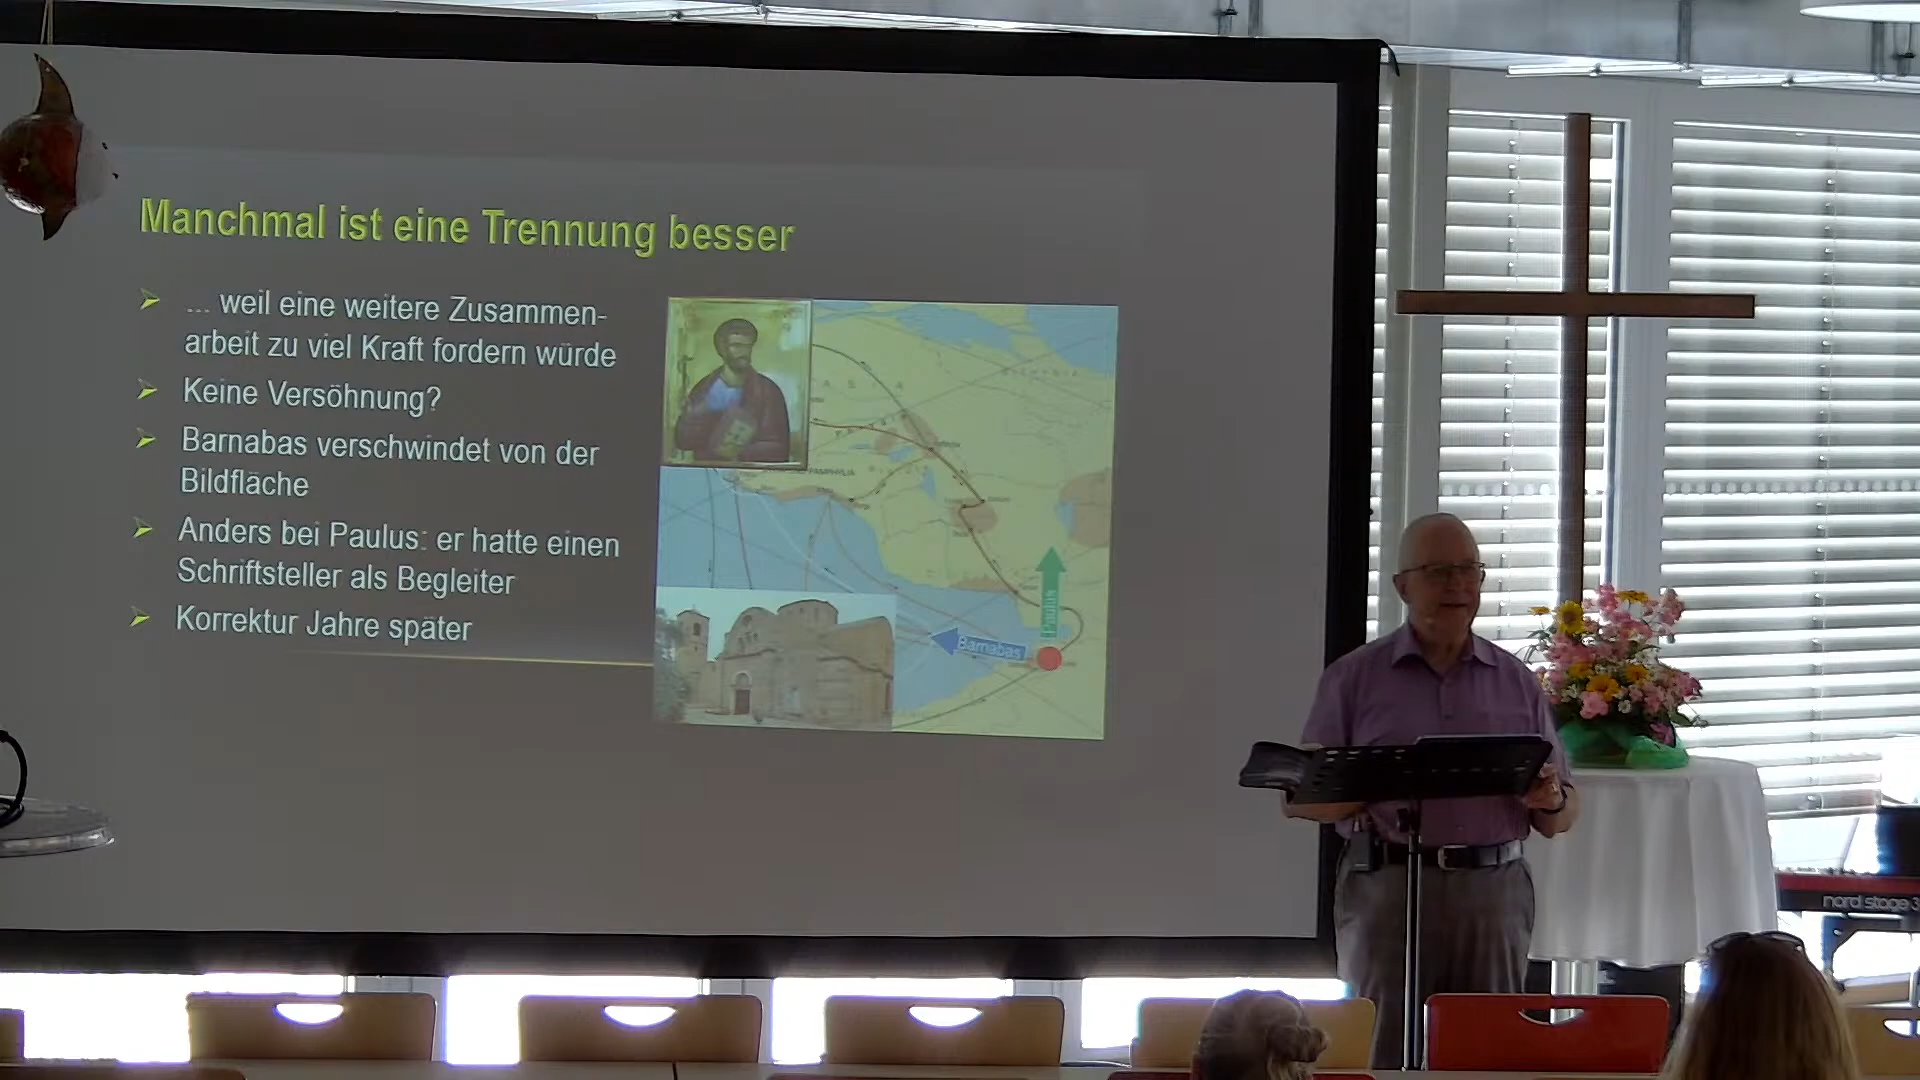 Manchmal ist eine Trennung besser
... weil eine weitere Zusammen-
arbeit zu viel Kraft fordern würde
Keine Versöhnung?
Barnabas verschwindet von der
Bildfläche
Anders bei Paulus: er hatte einen
Schriftsteller als Begleiter
Korrektur Jahre später
PAMPHYLIA
Paulus
Barnabas
nord stage 3